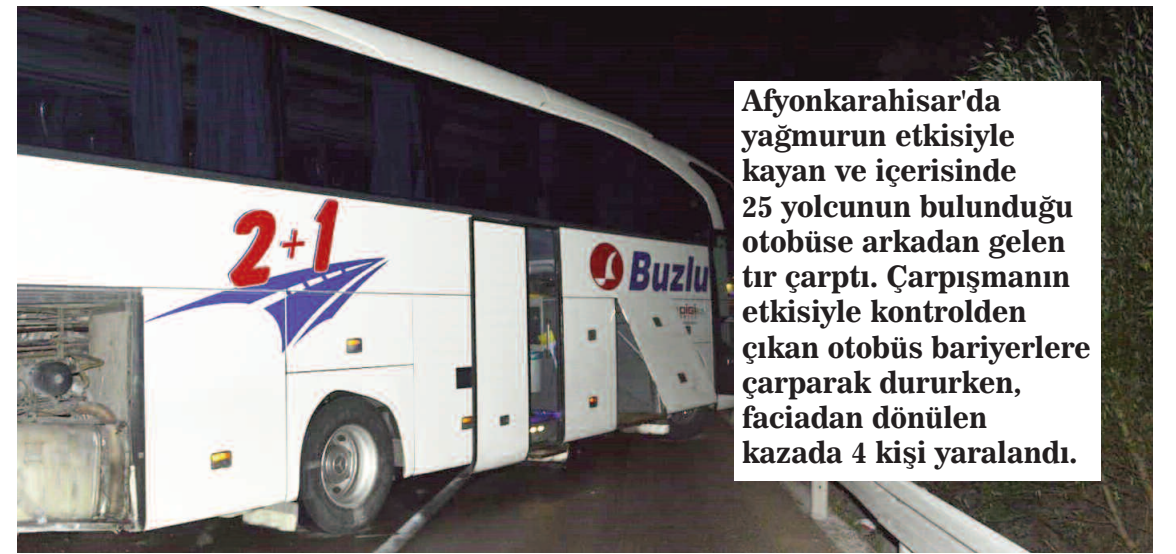 2+1
Buzlu
Afyonkarahisar'da
yağmurun etkisiyle
kayan ve içerisinde
25 yolcunun bulunduğu
otobüse arkadan gelen
tır çarptı. Çarpışmanın
etkisiyle kontrolden
çıkan otobüs bariyerlere
çarparak dururken,
faciadan dönülen
kazada 4 kişi yaralandı.